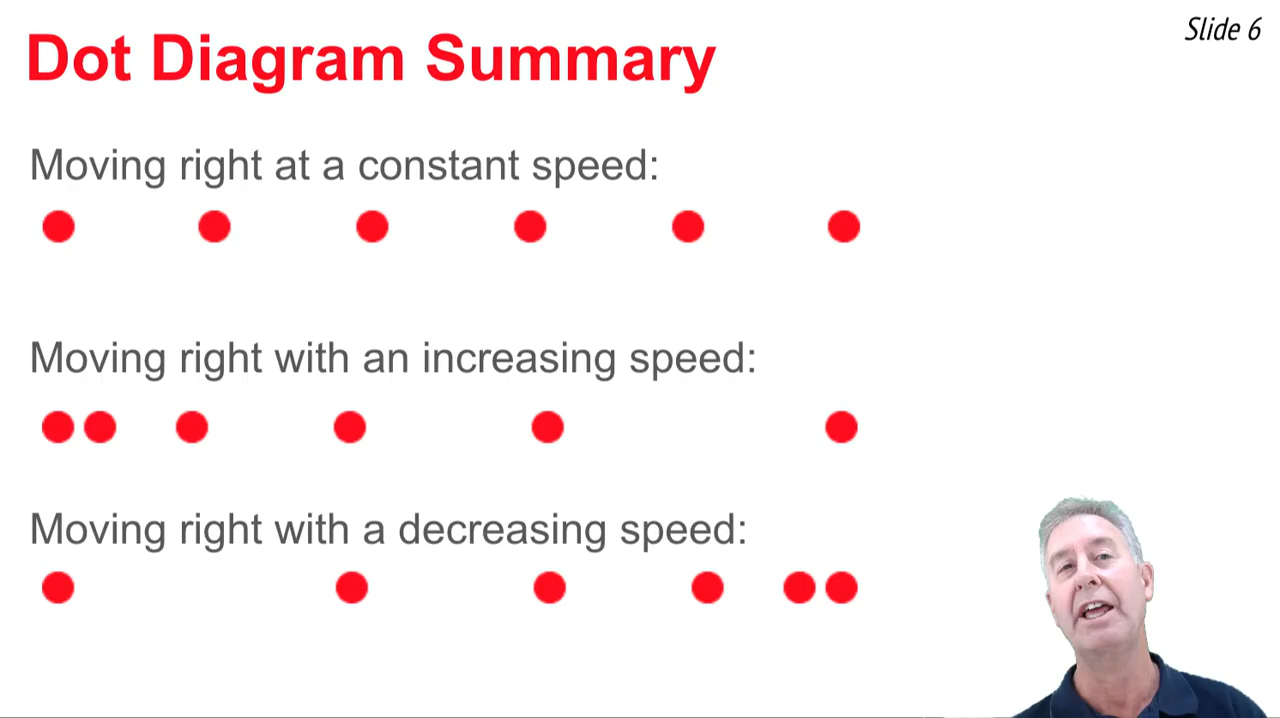 Slide 6
Dot Diagram Summary
Moving right at a constant speed:
Moving right with an increasing speed:
Moving right with a decreasing speed: